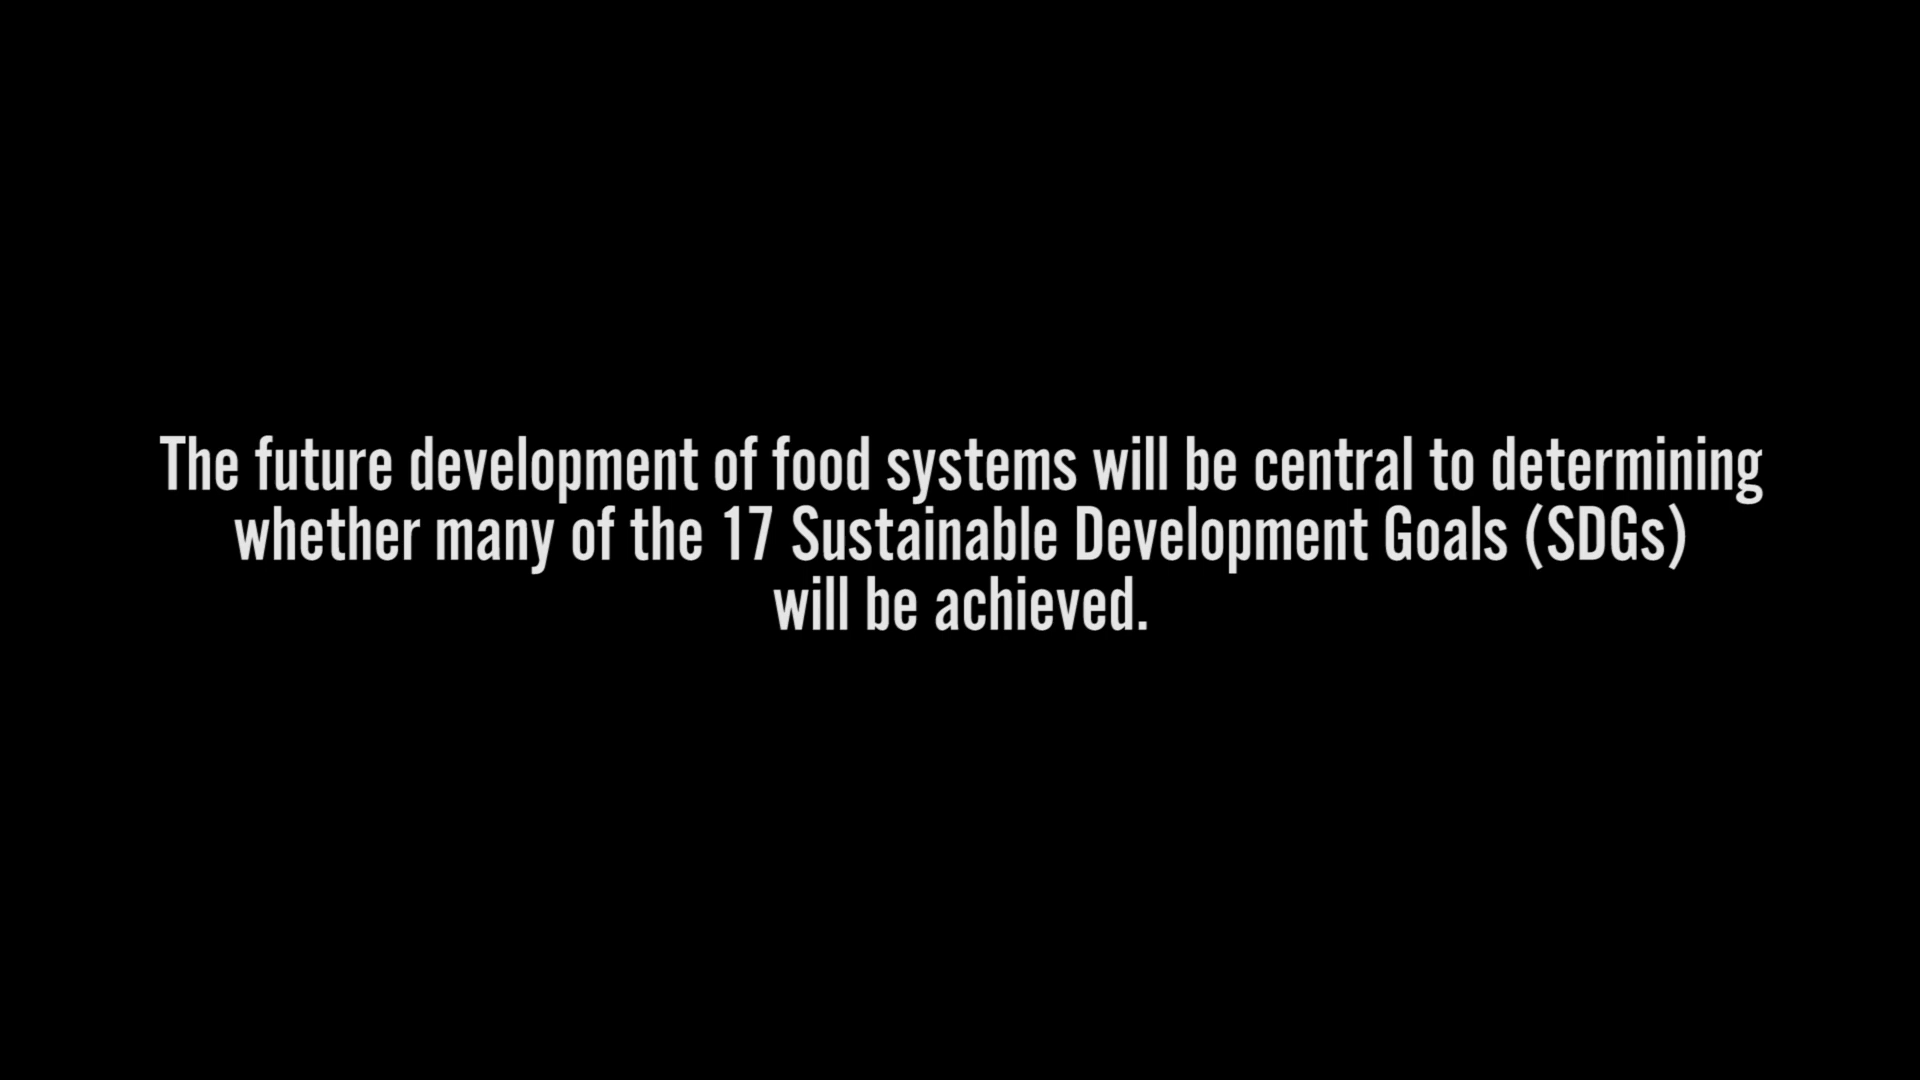 The future development of food systems will be central to determining
whether many of the 17 Sustainable Development Goals (SDGs)
will be achieved.